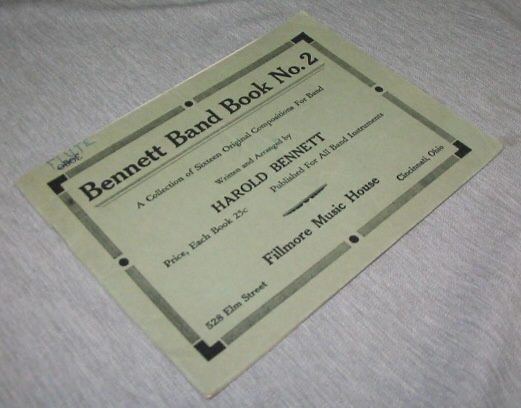 FLUTE
OBOE
Bennett Band Book No. 2
A Collection of Sixteen Original Compositions For Band
Written and Arranged by
HAROLD BENNETT
Price, Each Book 25c Published For All Band Instruments
Fillmore Music House
528 Elm Street Cincinnati, Ohio